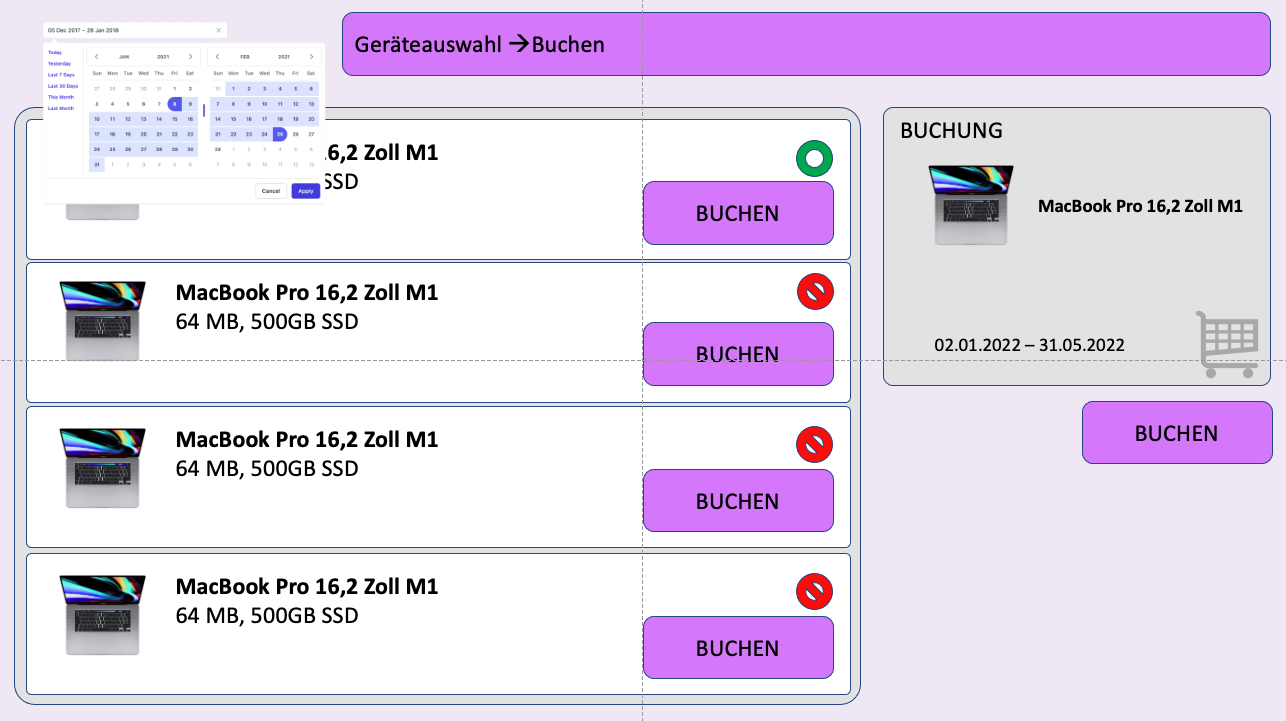 05 Dec 2017 – 26 Jan 2018
Geräteauswahl → Buchen
Today
Yesterday
Last 7 Days
Last 30 Days
This Month
Last Month
JAN 2021
Sun Mon Tue Wed Thu Fri Sat
27 28 29 30 31 1 2
3 4 5 6 7 8 9
10 11 12 13 14 15 16
17 18 19 20 21 22 23
24 25 26 27 28 29 30
31 1 2 3 4 5 6
FEB 2021
Sun Mon Tue Wed Thu Fri Sat
31 1 2 3 4 5 6
7 8 9 10 11 12 13
14 15 16 17 18 19 20
21 22 23 24 25 26 27
28 1 2 3 4 5 6
7 8 9 10 11 12 13
Cancel Apply
16,2 Zoll M1
SSD
BUCHEN
MacBook Pro 16,2 Zoll M1
64 MB, 500GB SSD
BUCHEN
MacBook Pro 16,2 Zoll M1
64 MB, 500GB SSD
BUCHEN
MacBook Pro 16,2 Zoll M1
64 MB, 500GB SSD
BUCHEN
BUCHUNG
MacBook Pro 16,2 Zoll M1
02.01.2022 – 31.05.2022
BUCHEN